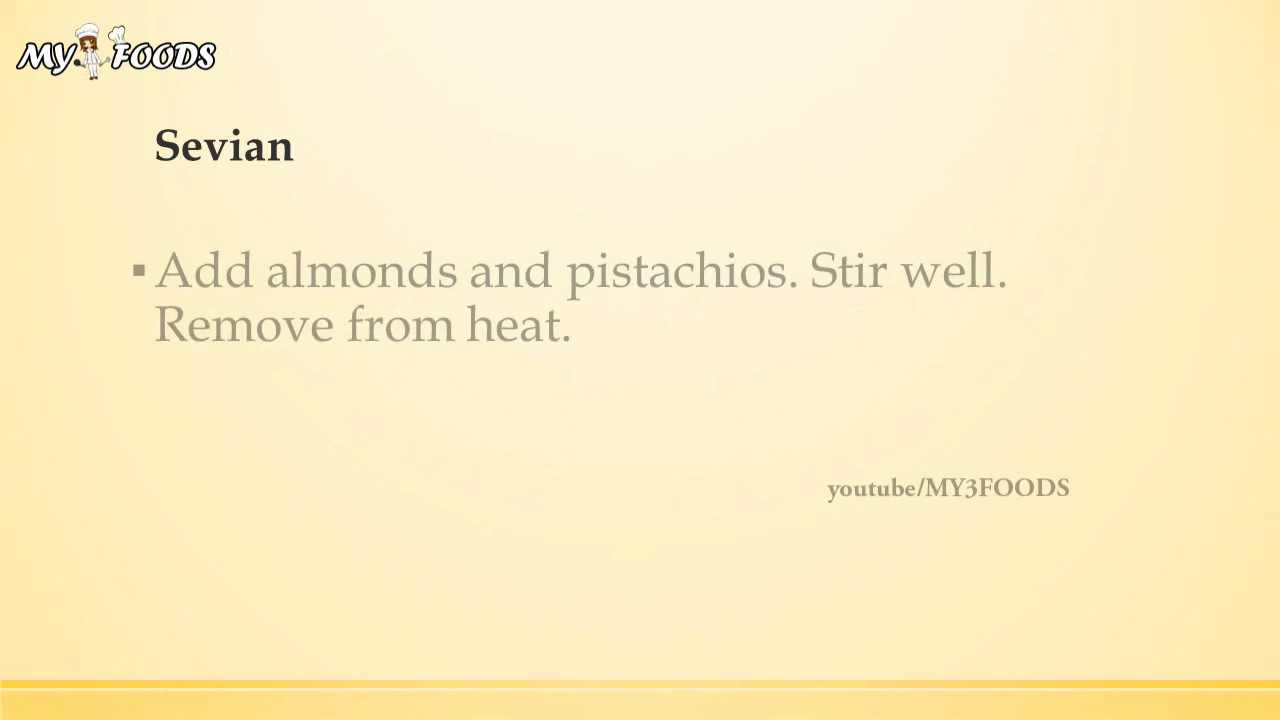 MY FOODS
Sevian
▪ Add almonds and pistachios. Stir well.
Remove from heat.
youtube/MY3FOODS